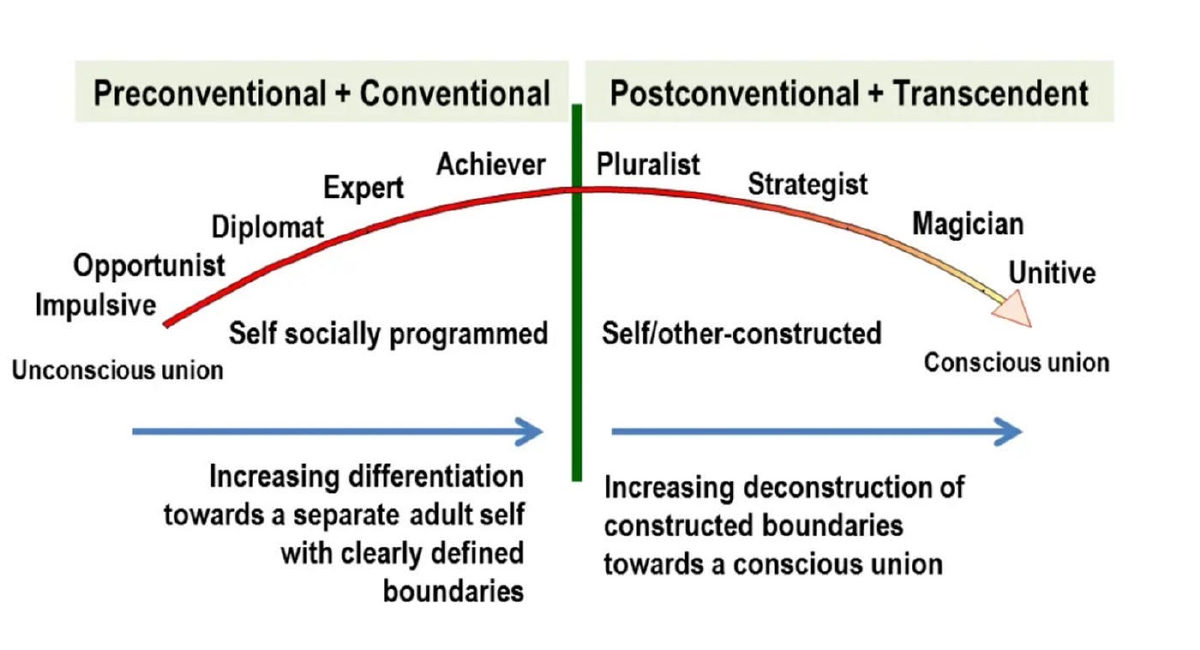 Preconventional + Conventional
Postconventional + Transcendent
Achiever
Pluralist
Expert
Strategist
Diplomat
Magician
Opportunist
Unitive
Impulsive
Self socially programmed
Self/other-constructed
Unconscious union
Conscious union
Increasing differentiation
towards a separate adult self
with clearly defined
boundaries
Increasing deconstruction of
constructed boundaries
towards a conscious union